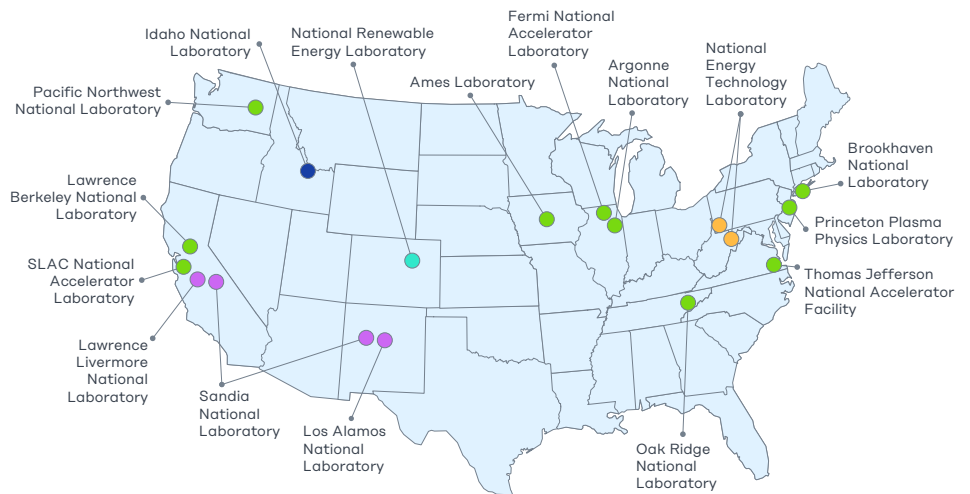 Idaho National
Laboratory
National Renewable
Energy Laboratory
Fermi National
Accelerator
Laboratory
Ames Laboratory
Argonne
National
Laboratory
National
Energy
Technology
Laboratory
Pacific Northwest
National Laboratory
Brookhaven
National
Laboratory
Lawrence
Berkeley National
Laboratory
Princeton Plasma
Physics Laboratory
SLAC National
Accelerator
Laboratory
Thomas Jefferson
National Accelerator
Facility
Lawrence
Livermore
National
Laboratory
Sandia
National
Laboratory
Los Alamos
National
Laboratory
Oak Ridge
National
Laboratory